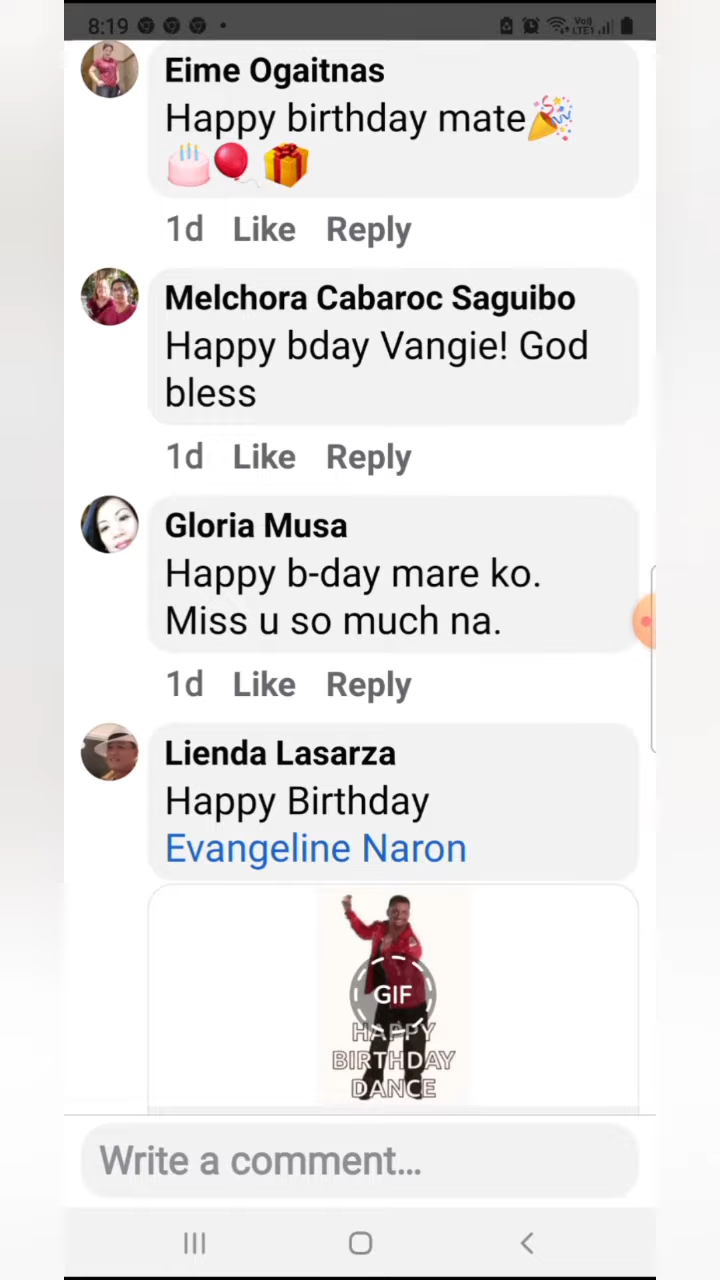 8:19
Eime Ogaitnas
Happy birthday mate
1d Like Reply
Melchora Cabaroc Saguibo
Happy bday Vangie! God
bless
1d Like Reply
Gloria Musa
Happy b-day mare ko.
Miss u so much na.
1d Like Reply
Lienda Lasarza
Happy Birthday
Evangeline Naron
GIF
HAPPY
BIRTHDAY
DANCE
Write a comment...